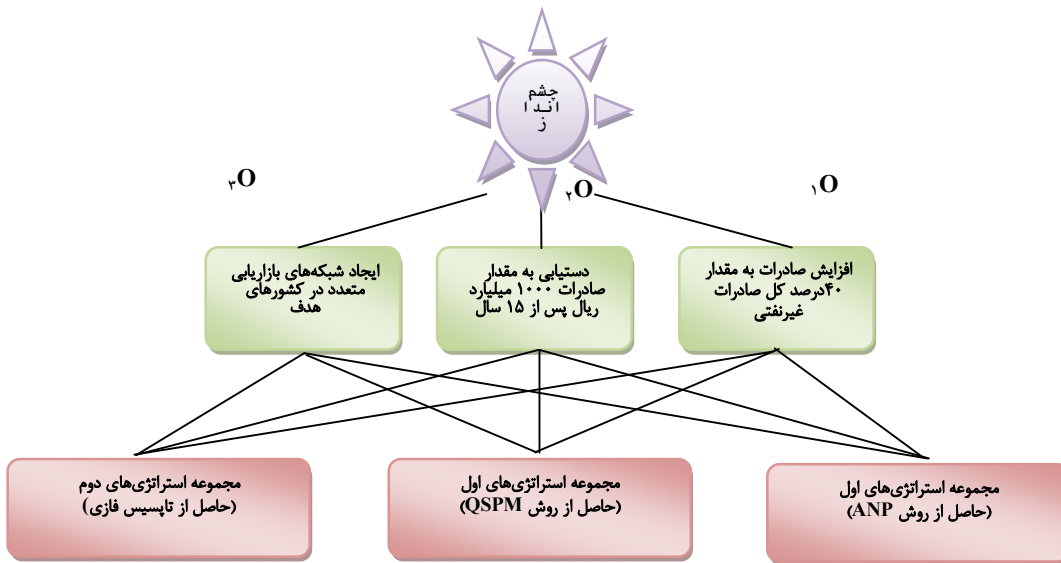 چشم
اندا
ز
O۱
O۲
O۳
افزایش صادرات به مقدار
۴۰درصد کل صادرات
غیرنفتی
دستیابی به مقدار
صادرات ۱۰۰۰ میلیارد
ریال پس از ۱۵ سال
ایجاد شبکه‌های بازاریابی
متعدد در کشورهای
هدف
مجموعه استراتژی‌های اول
(حاصل از روش ANP)
مجموعه استراتژی‌های اول
(حاصل از روش QSPM)
مجموعه استراتژی‌های دوم
(حاصل از تاپسیس فازی)